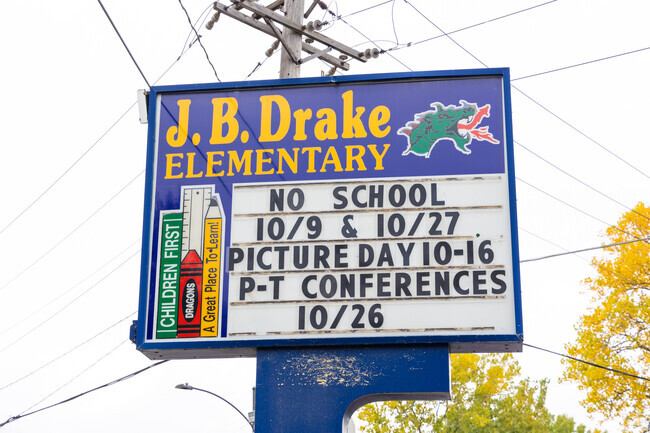 J. B. Drake
ELEMENTARY
NO SCHOOL
10/9 & 10/27
PICTURE DAY 10-16
P-T CONFERENCES
10/26
CHILDREN FIRST
DRAGONS
A Great Place To Learn!